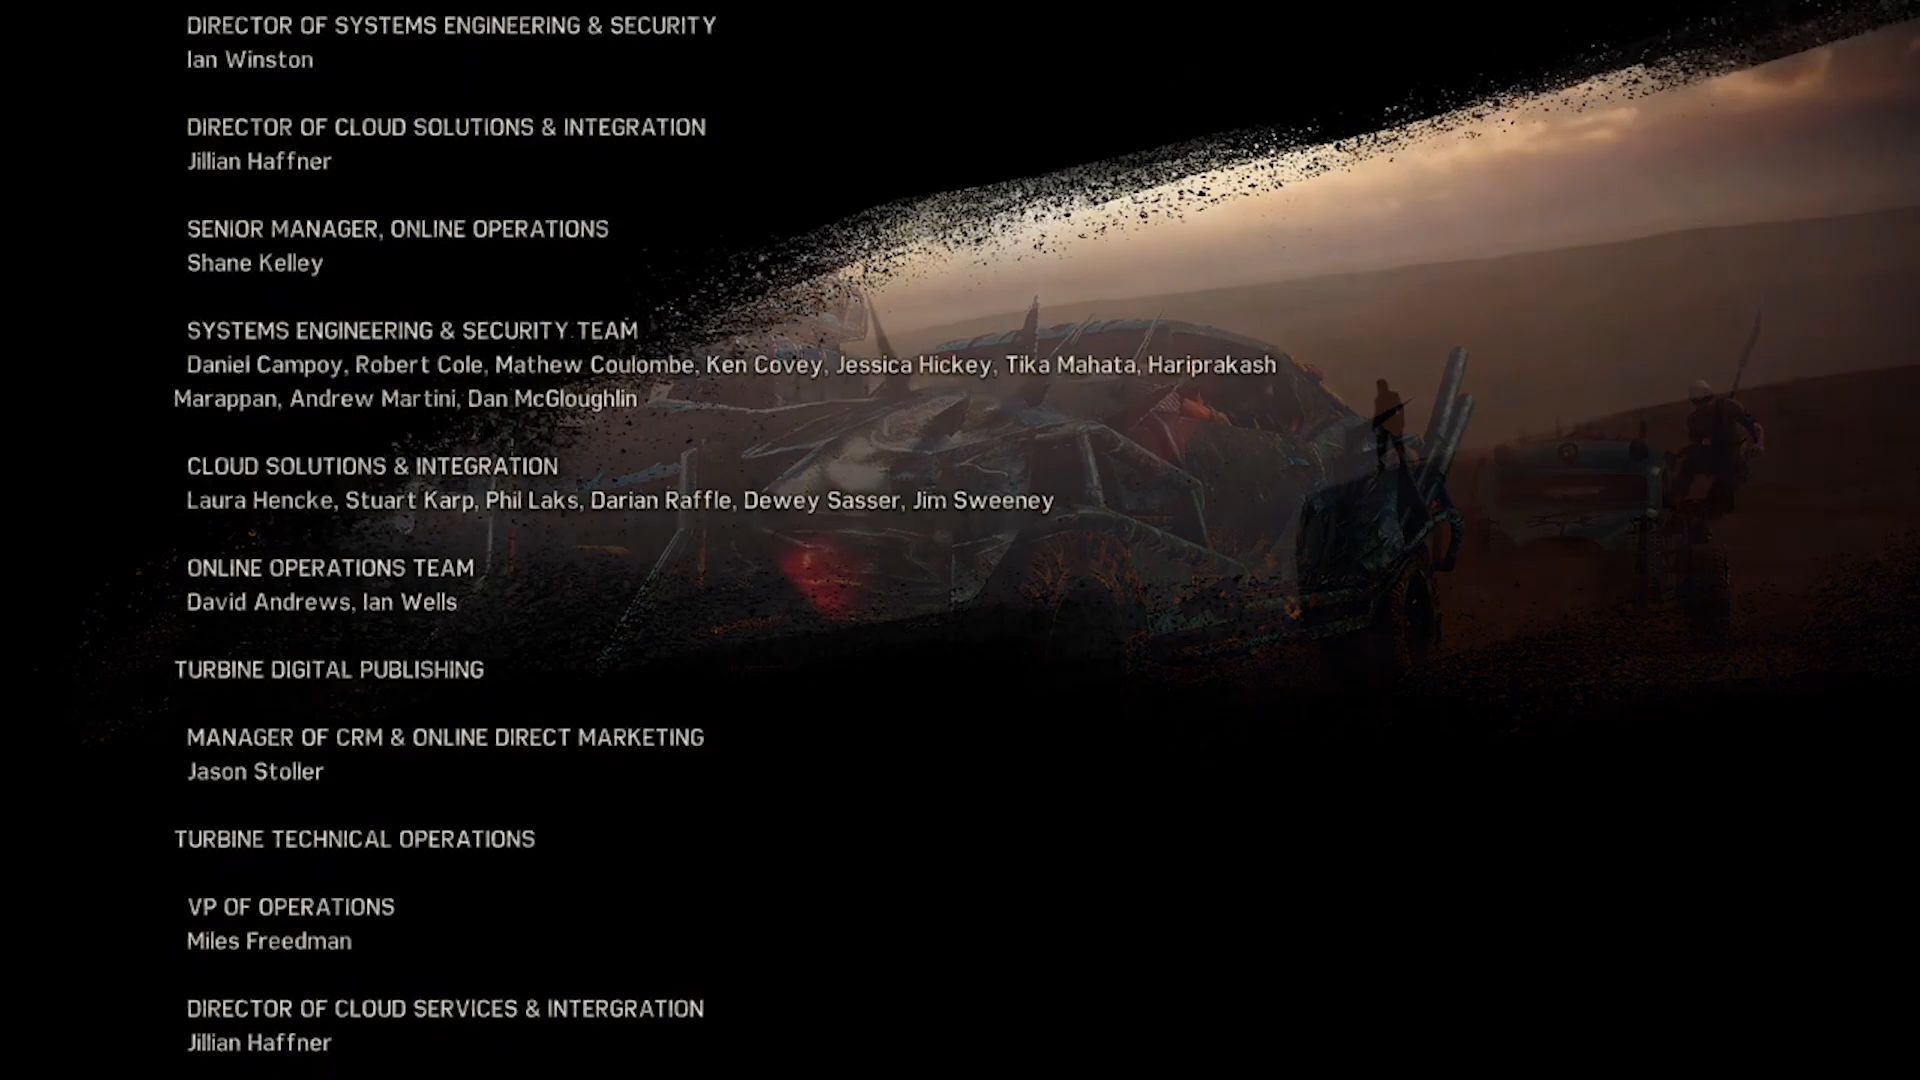 DIRECTOR OF SYSTEMS ENGINEERING & SECURITY
Ian Winston
DIRECTOR OF CLOUD SOLUTIONS & INTEGRATION
Jillian Haffner
SENIOR MANAGER, ONLINE OPERATIONS
Shane Kelley
SYSTEMS ENGINEERING & SECURITY TEAM
Daniel Campoy, Robert Cole, Mathew Coulombe, Ken Covey, Jessica Hickey, Tika Mahata, Hariprakash
Marappan, Andrew Martini, Dan McGloughlin
CLOUD SOLUTIONS & INTEGRATION
Laura Hencke, Stuart Karp, Phil Laks, Darian Raffle, Dewey Sasser, Jim Sweeney
ONLINE OPERATIONS TEAM
David Andrews, Ian Wells
TURBINE DIGITAL PUBLISHING
MANAGER OF CRM & ONLINE DIRECT MARKETING
Jason Stoller
TURBINE TECHNICAL OPERATIONS
VP OF OPERATIONS
Miles Freedman
DIRECTOR OF CLOUD SERVICES & INTERGRATION
Jillian Haffner